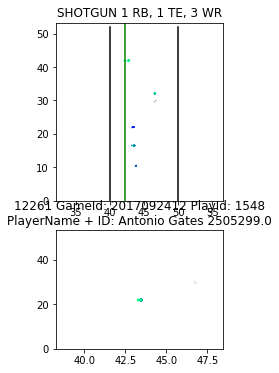 SHOTGUN 1 RB, 1 TE, 3 WR
50
40
30
20
10
0
35 40 45 50 55
12261 GameId: 2017092412 PlayId: 1548
PlayerName + ID: Antonio Gates 2505299.0
40
20
0
40.0 42.5 45.0 47.5